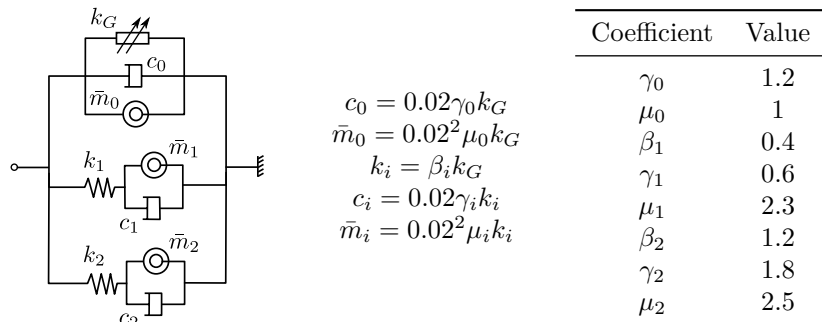 k_G
c_0
m̄_0
k_1
m̄_1
c_1
k_2
m̄_2
c_2
c_0 = 0.02γ_0k_G
m̄_0 = 0.02²μ_0k_G
k_i = β_ik_G
c_i = 0.02γ_ik_i
m̄_i = 0.02²μ_ik_i
Coefficient Value
γ_0 1.2
μ_0 1
β_1 0.4
γ_1 0.6
μ_1 2.3
β_2 1.2
γ_2 1.8
μ_2 2.5